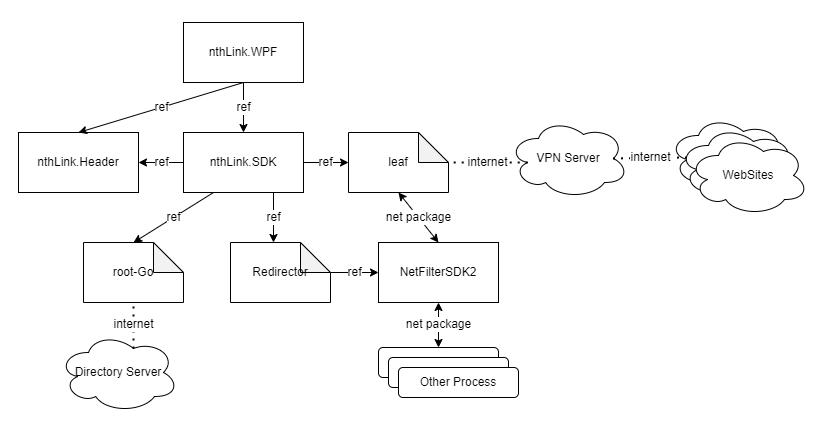 nthLink.WPF
ref
ref
nthLink.Header
ref
nthLink.SDK
ref
leaf
internet
VPN Server
internet
WebSites
ref
ref
net package
root-Go
Redirector
ref
NetFilterSDK2
internet
net package
Directory Server
Other Process